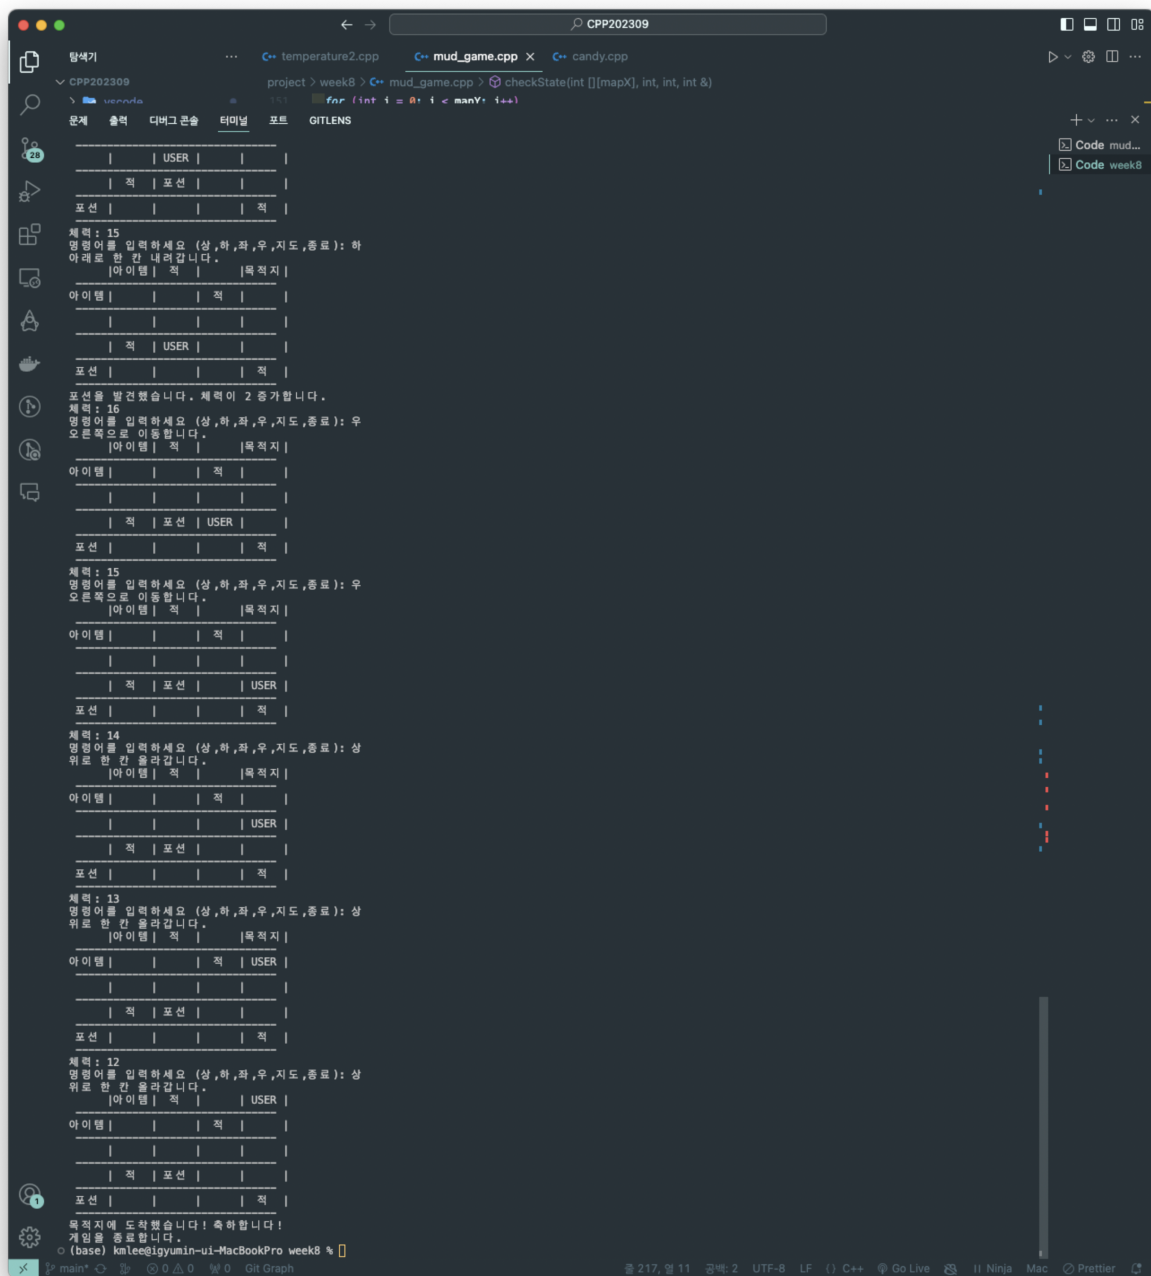 CPP202309
탐색기 ··· temperature2.cpp mud_game.cpp × candy.cpp
CPP202309 project > week8 > mud_game.cpp > checkState(int [][mapX], int, int, int &)
.vscode 151 for (int i = 0; i < mapY; i++)
문제 출력 디버그 콘솔 터미널 포트 GITLENS
Code mud...
Code week8
28
| | USER | | |
| 적 | 포션 | | |
포션 | | | | 적 |
체력: 15
명령어를 입력하세요 (상,하,좌,우,지도,종료): 하
아래로 한 칸 내려갑니다.
|아이템| 적 | |목적지|
아이템| | | 적 | |
| | | | |
| 적 | USER | | |
포션 | | | | 적 |
포션을 발견했습니다. 체력이 2 증가합니다.
체력: 16
명령어를 입력하세요 (상,하,좌,우,지도,종료): 우
오른쪽으로 이동합니다.
|아이템| 적 | |목적지|
아이템| | | 적 | |
| | | | |
| 적 | 포션 | USER | |
포션 | | | | 적 |
체력: 15
명령어를 입력하세요 (상,하,좌,우,지도,종료): 우
오른쪽으로 이동합니다.
|아이템| 적 | |목적지|
아이템| | | 적 | |
| | | | |
| 적 | 포션 | | USER |
포션 | | | | 적 |
체력: 14
명령어를 입력하세요 (상,하,좌,우,지도,종료): 상
위로 한 칸 올라갑니다.
|아이템| 적 | |목적지|
아이템| | | 적 | |
| | | | USER |
| 적 | 포션 | | |
포션 | | | | 적 |
체력: 13
명령어를 입력하세요 (상,하,좌,우,지도,종료): 상
위로 한 칸 올라갑니다.
|아이템| 적 | |목적지|
아이템| | | 적 | USER |
| | | | |
| 적 | 포션 | | |
포션 | | | | 적 |
체력: 12
명령어를 입력하세요 (상,하,좌,우,지도,종료): 상
위로 한 칸 올라갑니다.
|아이템| 적 | | USER |
아이템| | | 적 | |
| | | | |
| 적 | 포션 | | |
포션 | | | | 적 |
목적지에 도착했습니다! 축하합니다!
게임을 종료합니다.
(base) kmlee@igyumin-ui-MacBookPro week8 %
1
main* 0 0 0 Git Graph 줄 217, 열 11 공백: 2 UTF-8 LF {} C++ Go Live Ninja Mac Prettier